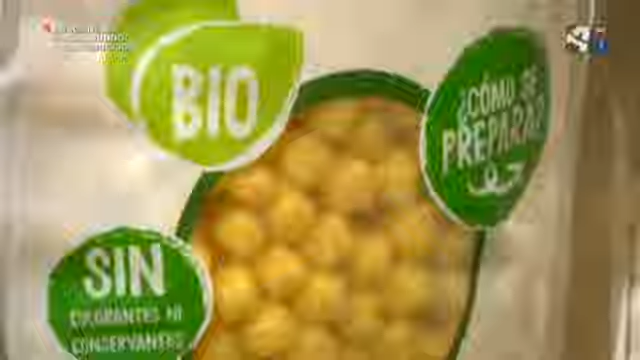 BIO
¿CÓMO SE
PREPARA?
SIN
COLORANTES NI
CONSERVANTES